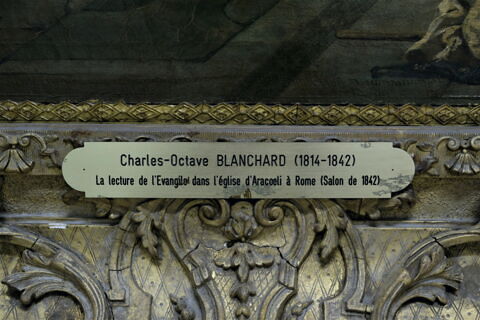 Charles-Octave BLANCHARD (1814-1842)
La lecture de l'Evangile dans l'église d'Aracoeli à Rome (Salon de 1842)